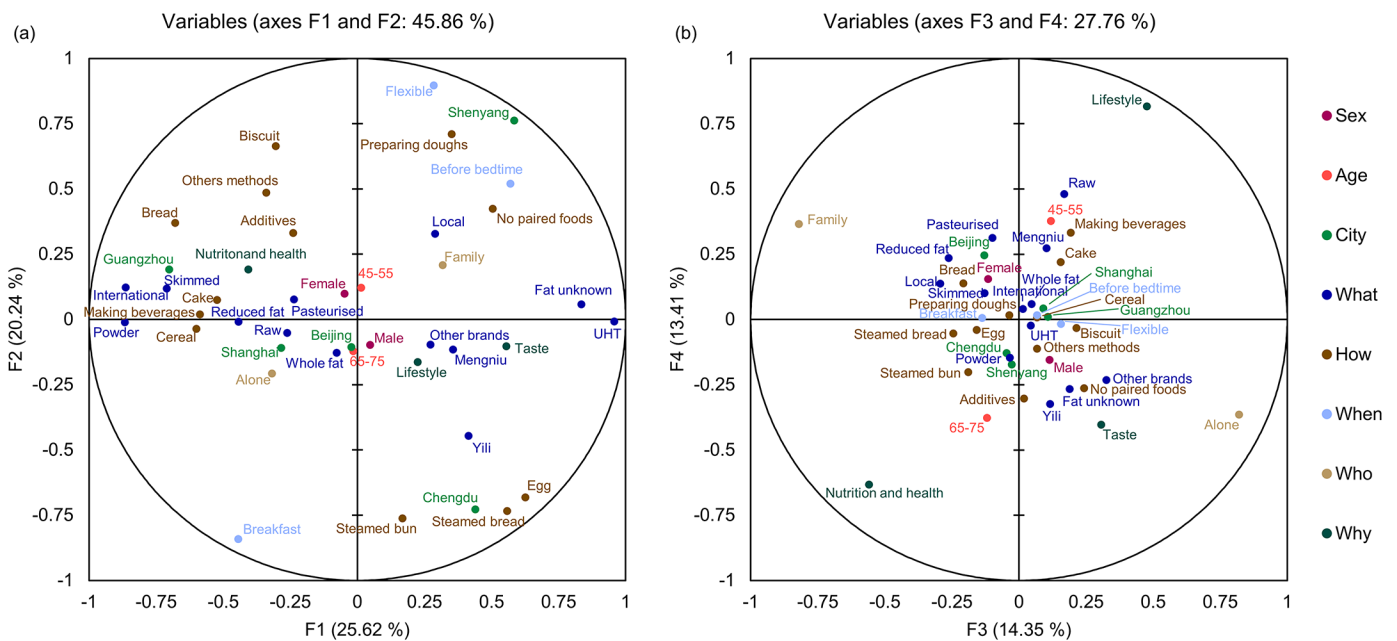 Variables (axes F1 and F2: 45.86 %)
(a)
1
0.75
0.5
0.25
0
-0.25
-0.5
-0.75
-1
F2 (20.24 %)
Flexible
Shenyang
Biscuit
Preparing doughs
Before bedtime
Others methods
Bread
Additives
Local
No paired foods
Nutritonand health
Guangzhou
Family
Skimmed
45-55
Female
International
Cake
Fat unknown
Making beverages
Reduced fat
Pasteurised
Powder
Cereal
Raw
Beijing
Male
Other brands
UHT
Shanghai
Whole fat
65-75
Mengniu
Taste
Alone
Lifestyle
Yili
Egg
Chengdu
Steamed bun
Steamed bread
Breakfast
-1
-0.75
-0.5
-0.25
0
0.25
0.5
0.75
1
F1 (25.62 %)
Variables (axes F3 and F4: 27.76 %)
(b)
1
0.75
0.5
0.25
0
-0.25
-0.5
-0.75
-1
F4 (13.41 %)
Lifestyle
Raw
Family
45-55
Pasteurised
Making beverages
Mengniu
Reduced fat
Beijing
Cake
Bread
Female
Shanghai
Local
Whole fat
Skimmed
International
Before bedtime
Preparing doughs
Cereal
Breakfast
Guangzhou
Steamed bread
Egg
UHT
Flexible
Biscuit
Chengdu
Others methods
Powder
Steamed bun
Shenyang
Male
Other brands
Additives
No paired foods
Fat unknown
65-75
Yili
Alone
Taste
Nutrition and health
-1
-0.75
-0.5
-0.25
0
0.25
0.5
0.75
1
F3 (14.35 %)
Sex
Age
City
What
How
When
Who
Why